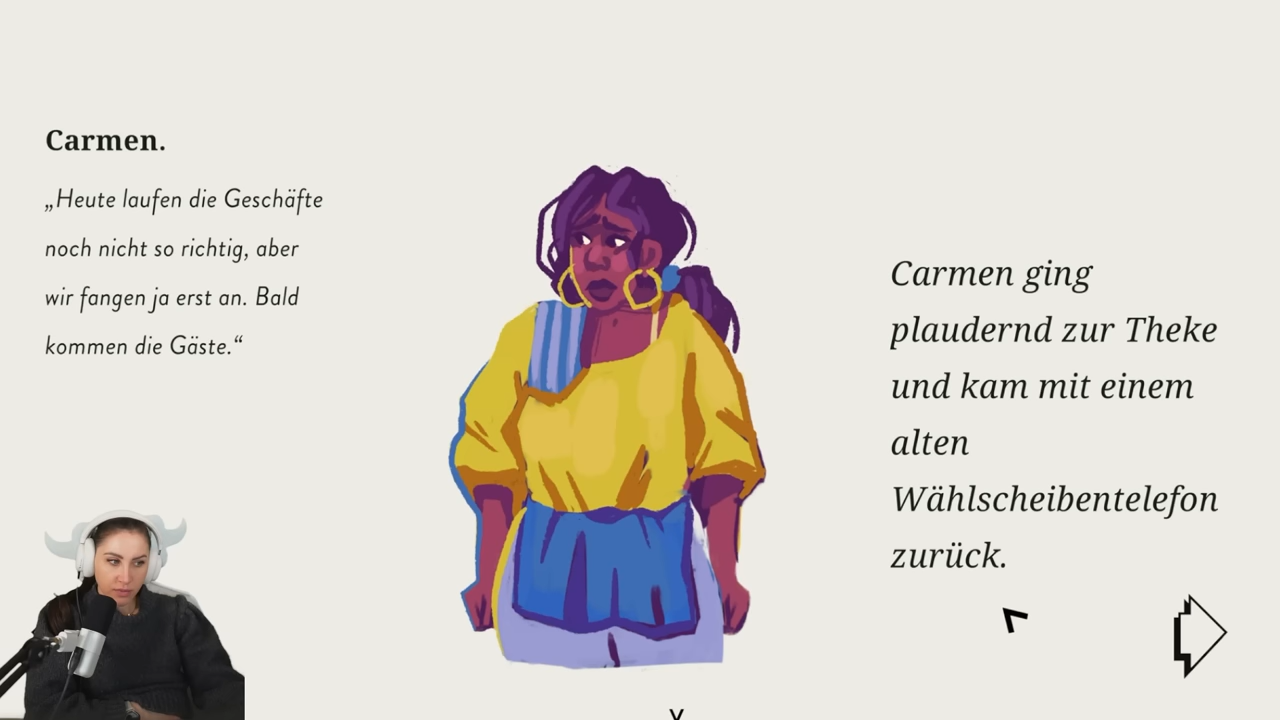 Carmen.
„Heute laufen die Geschäfte
noch nicht so richtig, aber
wir fangen ja erst an. Bald
kommen die Gäste.“
Carmen ging
plaudernd zur Theke
und kam mit einem
alten
Wählscheibentelefon
zurück.